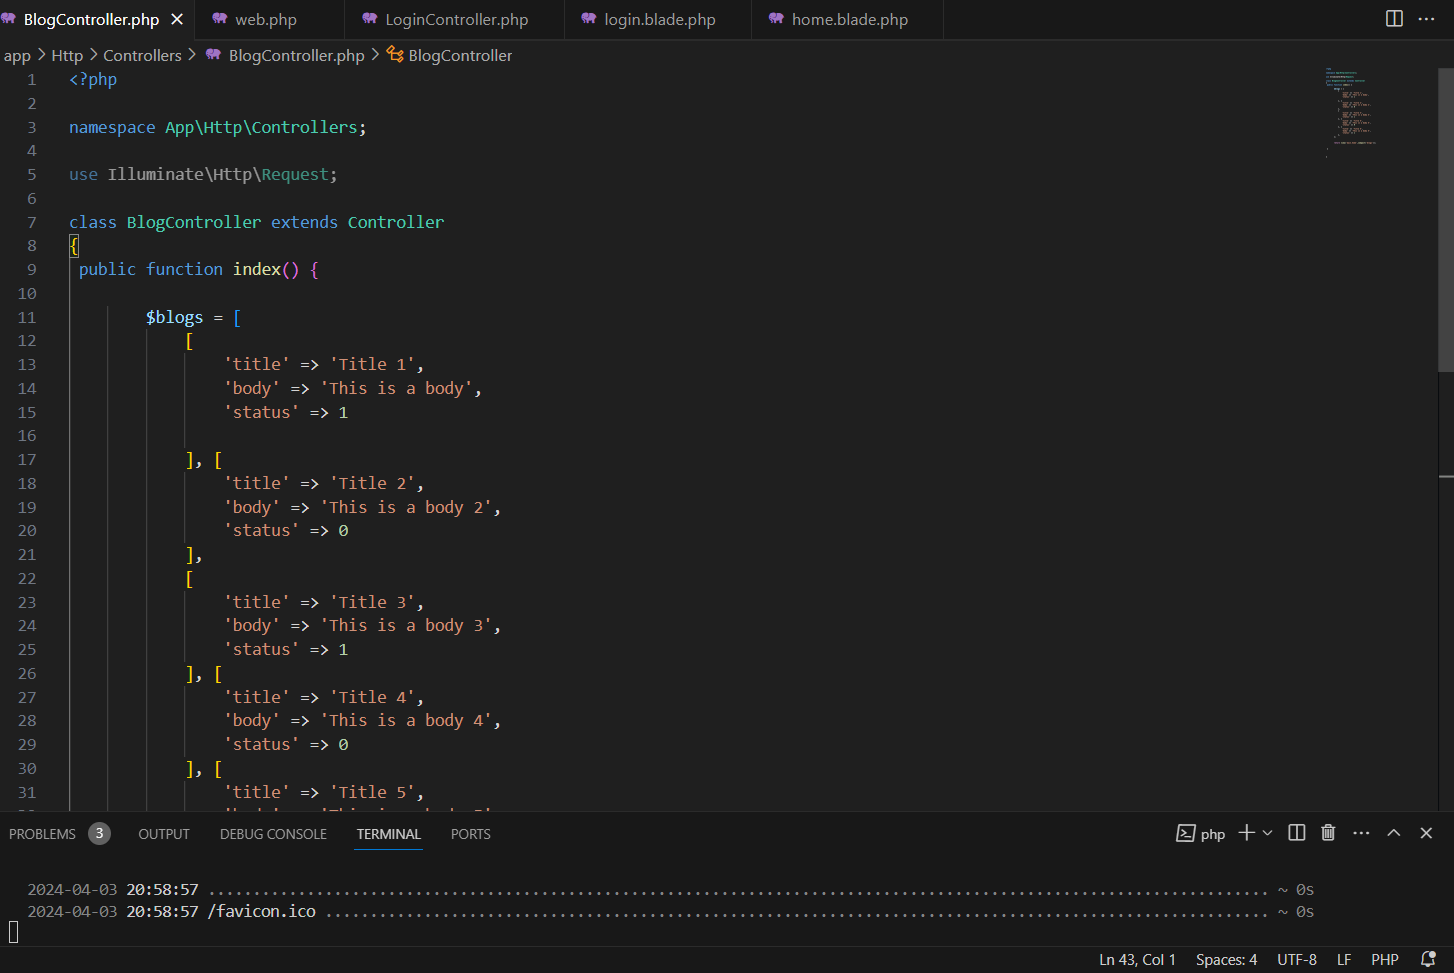 BlogController.php web.php LoginController.php login.blade.php home.blade.php
app > Http > Controllers > BlogController.php > BlogController
1 <?php
2
3 namespace App\Http\Controllers;
4
5 use Illuminate\Http\Request;
6
7 class BlogController extends Controller
8 {
9 public function index() {
10
11 $blogs = [
12 [
13 'title' => 'Title 1',
14 'body' => 'This is a body',
15 'status' => 1
16
17 ], [
18 'title' => 'Title 2',
19 'body' => 'This is a body 2',
20 'status' => 0
21 ],
22 [
23 'title' => 'Title 3',
24 'body' => 'This is a body 3',
25 'status' => 1
26 ], [
27 'title' => 'Title 4',
28 'body' => 'This is a body 4',
29 'status' => 0
30 ], [
31 'title' => 'Title 5',
PROBLEMS 3 OUTPUT DEBUG CONSOLE TERMINAL PORTS php
2024-04-03 20:58:57 .......................................................................................................................... ~ 0s
2024-04-03 20:58:57 /favicon.ico ............................................................................................................. ~ 0s
Ln 43, Col 1 Spaces: 4 UTF-8 LF PHP